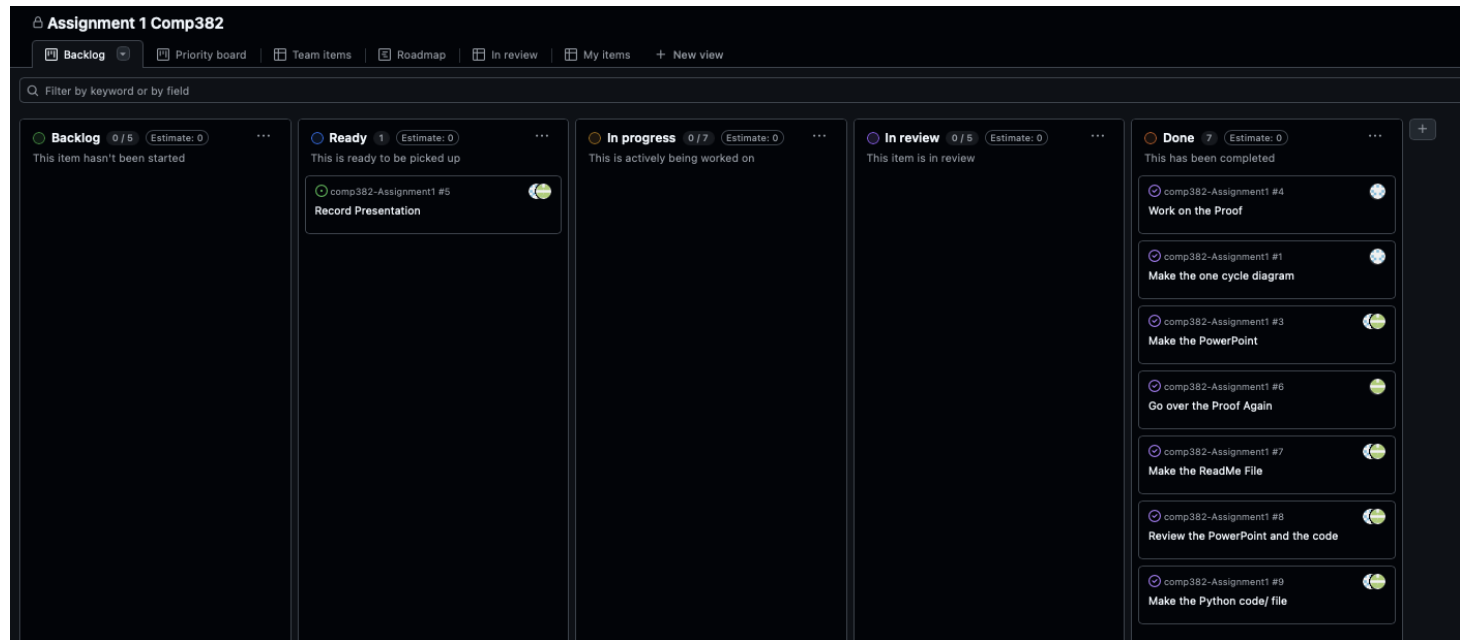 Assignment 1 Comp382
Backlog Priority board Team items Roadmap In review My items + New view
Filter by keyword or by field
Backlog 0 / 5 Estimate: 0 ...
This item hasn't been started
Ready 1 Estimate: 0 ...
This is ready to be picked up
comp382-Assignment1 #5
Record Presentation
In progress 0 / 7 Estimate: 0 ...
This is actively being worked on
In review 0 / 5 Estimate: 0 ...
This item is in review
Done 7 Estimate: 0 ...
This has been completed
comp382-Assignment1 #4
Work on the Proof
comp382-Assignment1 #1
Make the one cycle diagram
comp382-Assignment1 #3
Make the PowerPoint
comp382-Assignment1 #6
Go over the Proof Again
comp382-Assignment1 #7
Make the ReadMe File
comp382-Assignment1 #8
Review the PowerPoint and the code
comp382-Assignment1 #9
Make the Python code/ file
+